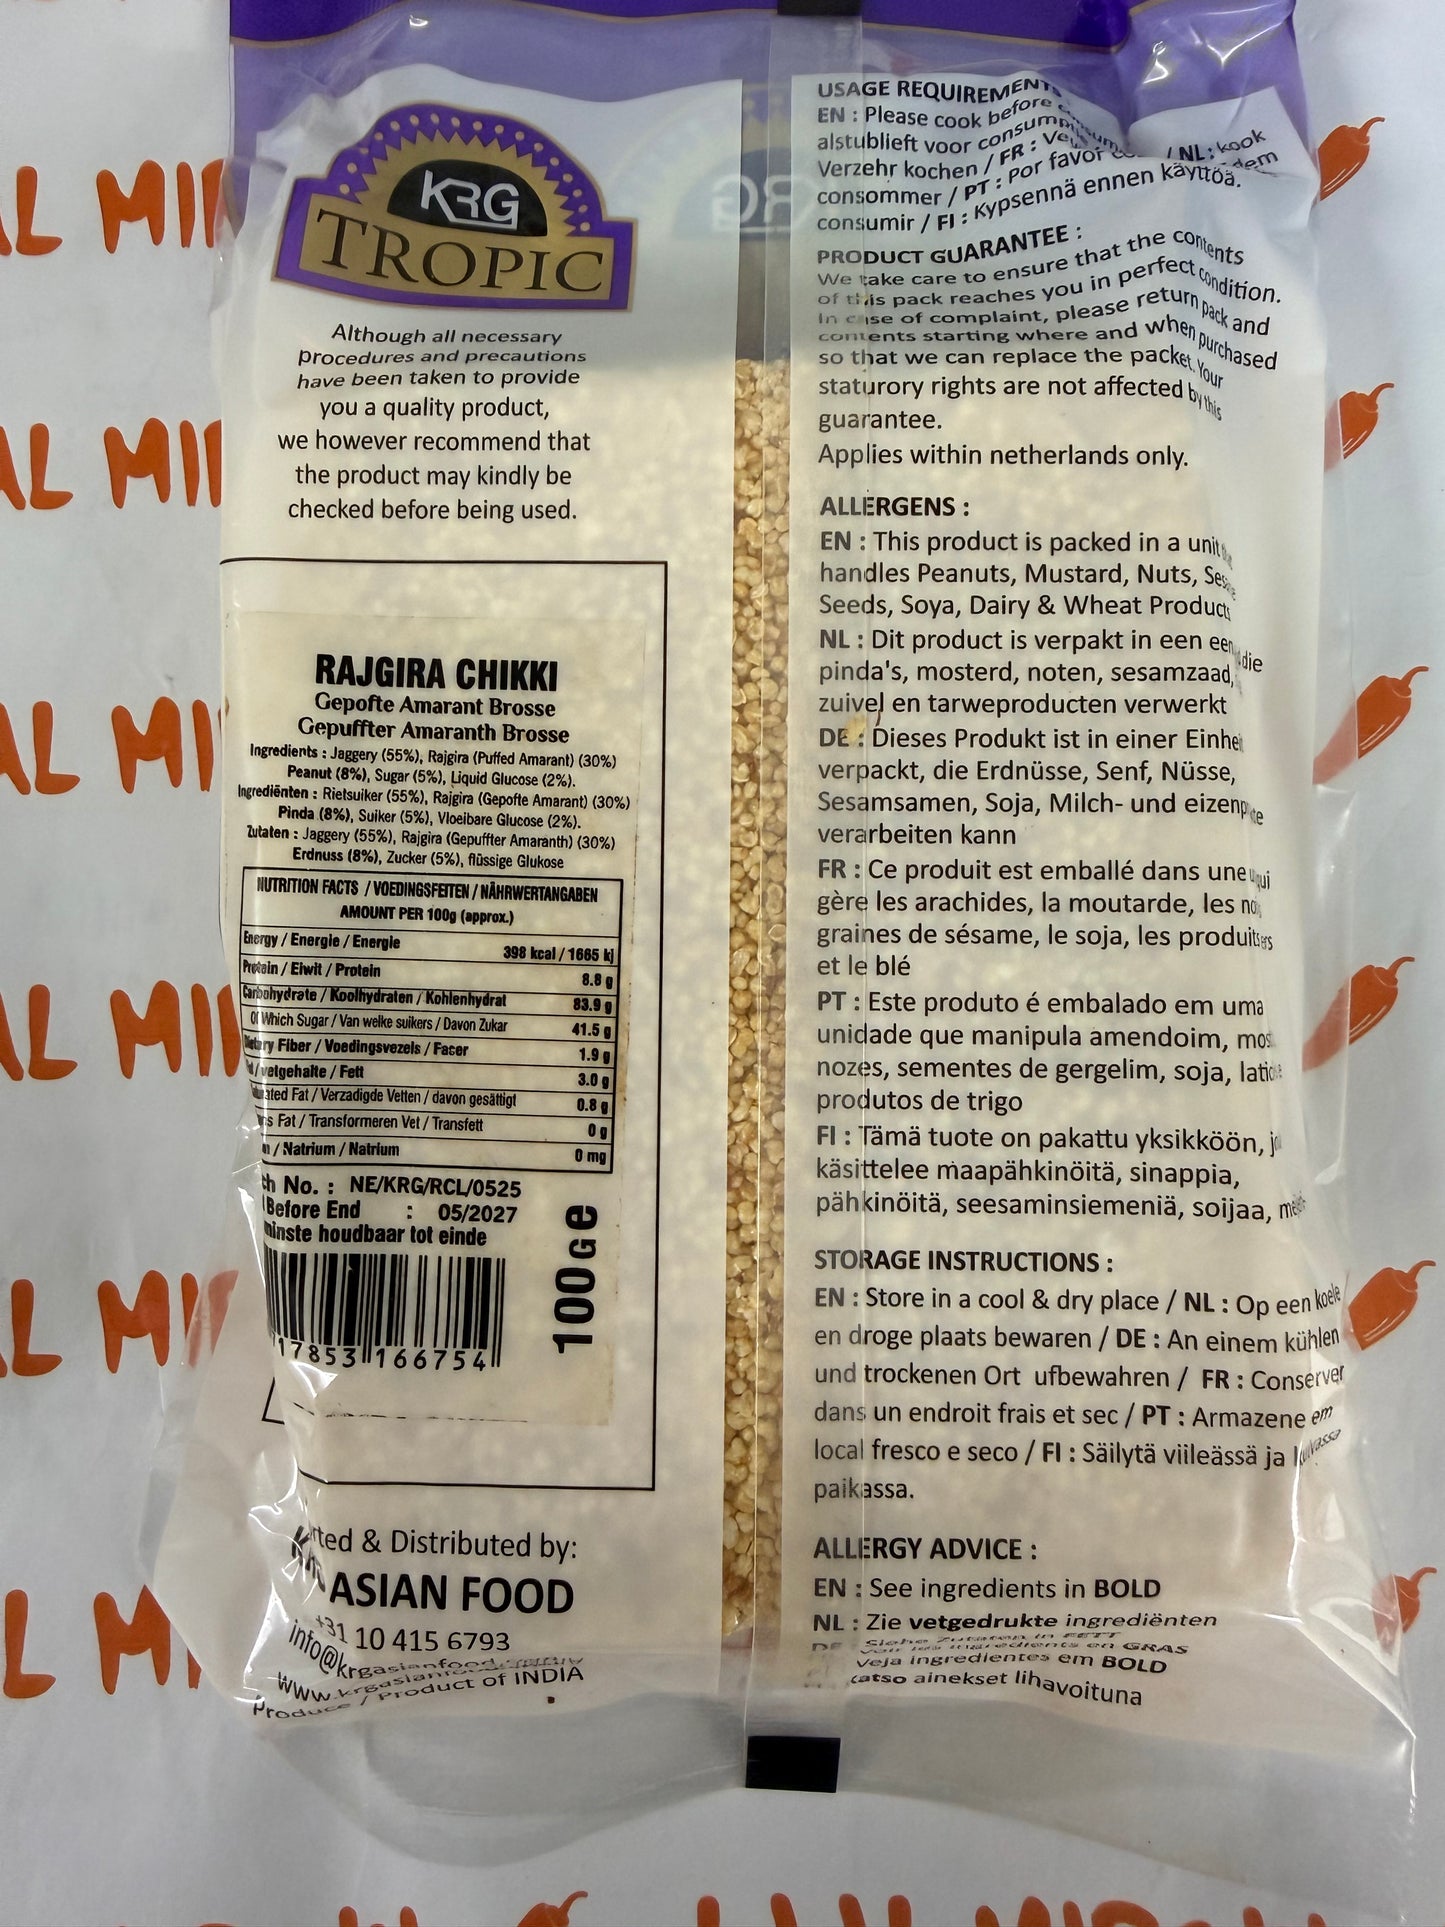 KRG
TROPIC
Although all necessary
procedures and precautions
have been taken to provide
you a quality product,
we however recommend that
the product may kindly be
checked before being used.
RAJGIRA CHIKKI
Gepofte Amarant Brosse
Gepuffter Amaranth Brosse
Ingredients : Jaggery (55%), Rajgira (Puffed Amarant) (30%)
Peanut (8%), Sugar (5%), Liquid Glucose (2%).
Ingrediënten : Rietsuiker (55%), Rajgira (Gepofte Amarant) (30%)
Pinda (8%), Suiker (5%), Vloeibare Glucose (2%).
Zutaten : Jaggery (55%), Rajgira (Gepuffter Amaranth) (30%)
Erdnuss (8%), Zucker (5%), flüssige Glukose
NUTRITION FACTS / VOEDINGSFEITEN / NÄHRWERTANGABEN
AMOUNT PER 100g (approx.)
Energy / Energie / Energie 398 kcal / 1665 kj
Protein / Eiwit / Protein 8.8 g
Carbohydrate / Koolhydraten / Kohlenhydrat 83.9 g
Of Which Sugar / Van welke suikers / Davon Zukar 41.5 g
Dietary Fiber / Voedingsvezels / Faser 1.9 g
/ vetgehalte / Fett 3.0 g
Fat / Verzadigde Vetten / davon gesättigt 0.8 g
Fat / Transformeren Vet / Transfett 0 g
/ Natrium / Natrium 0 mg
No. : NE/KRG/RCL/0525
Before End : 05/2027
houdbaar tot einde
100Ge
717853 166754
& Distributed by:
ASIAN FOOD
+31 10 415 6793
Product of INDIA
USAGE REQUIREMENTS
EN : Please cook before
alstublieft voor / NL : kook
Verzehr kochen / FR :
consommer / PT : Por favor
consumir / FI : Kypsennä ennen käyttöä.
PRODUCT GUARANTEE :
We take care to ensure that the contents
of this pack reaches you in perfect condition.
In case of complaint, please return pack and
contents starting where and when purchased
so that we can replace the packet. Your
staturory rights are not affected by this
guarantee.
Applies within netherlands only.
ALLERGENS :
EN : This product is packed in a unit
handles Peanuts, Mustard, Nuts, Sesame
Seeds, Soya, Dairy & Wheat Products
NL : Dit product is verpakt in een die
pinda's, mosterd, noten, sesamzaad,
zuivel en tarweproducten verwerkt
DE : Dieses Produkt ist in einer Einheit
verpackt, die Erdnüsse, Senf, Nüsse,
Sesamsamen, Soja, Milch- und
verarbeiten kann
FR : Ce produit est emballé dans une qui
gère les arachides, la moutarde, les
graines de sésame, le soja, les produits
et le blé
PT : Este produto é embalado em uma
unidade que manipula amendoim,
nozes, sementes de gergelim, soja,
produtos de trigo
FI : Tämä tuote on pakattu yksikköön,
käsittelee maapähkinöitä, sinappia,
pähkinöitä, seesaminsiemeniä, soijaa,
STORAGE INSTRUCTIONS :
EN : Store in a cool & dry place / NL : Op een koele
en droge plaats bewaren / DE : An einem kühlen
und trockenen Ort ufbewahren / FR : Conserver
dans un endroit frais et sec / PT : Armazene em
local fresco e seco / FI : Säilytä viileässä ja
paikassa.
ALLERGY ADVICE :
EN : See ingredients in BOLD
NL : Zie vetgedrukte ingrediënten
GRAS
Veja ingredientes em BOLD
ainekset lihavoituna